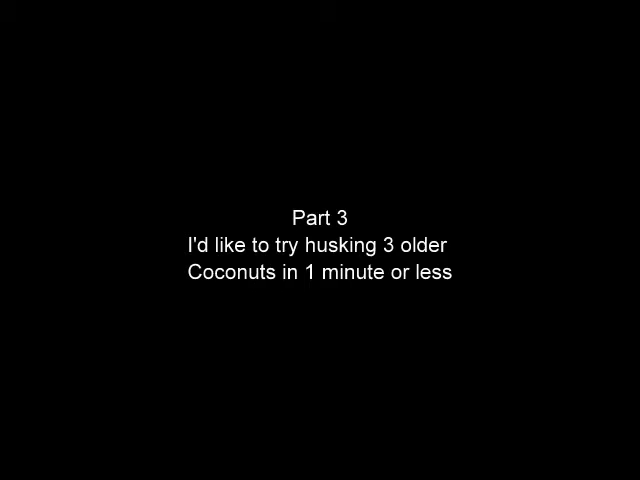 Part 3
I'd like to try husking 3 older
Coconuts in 1 minute or less